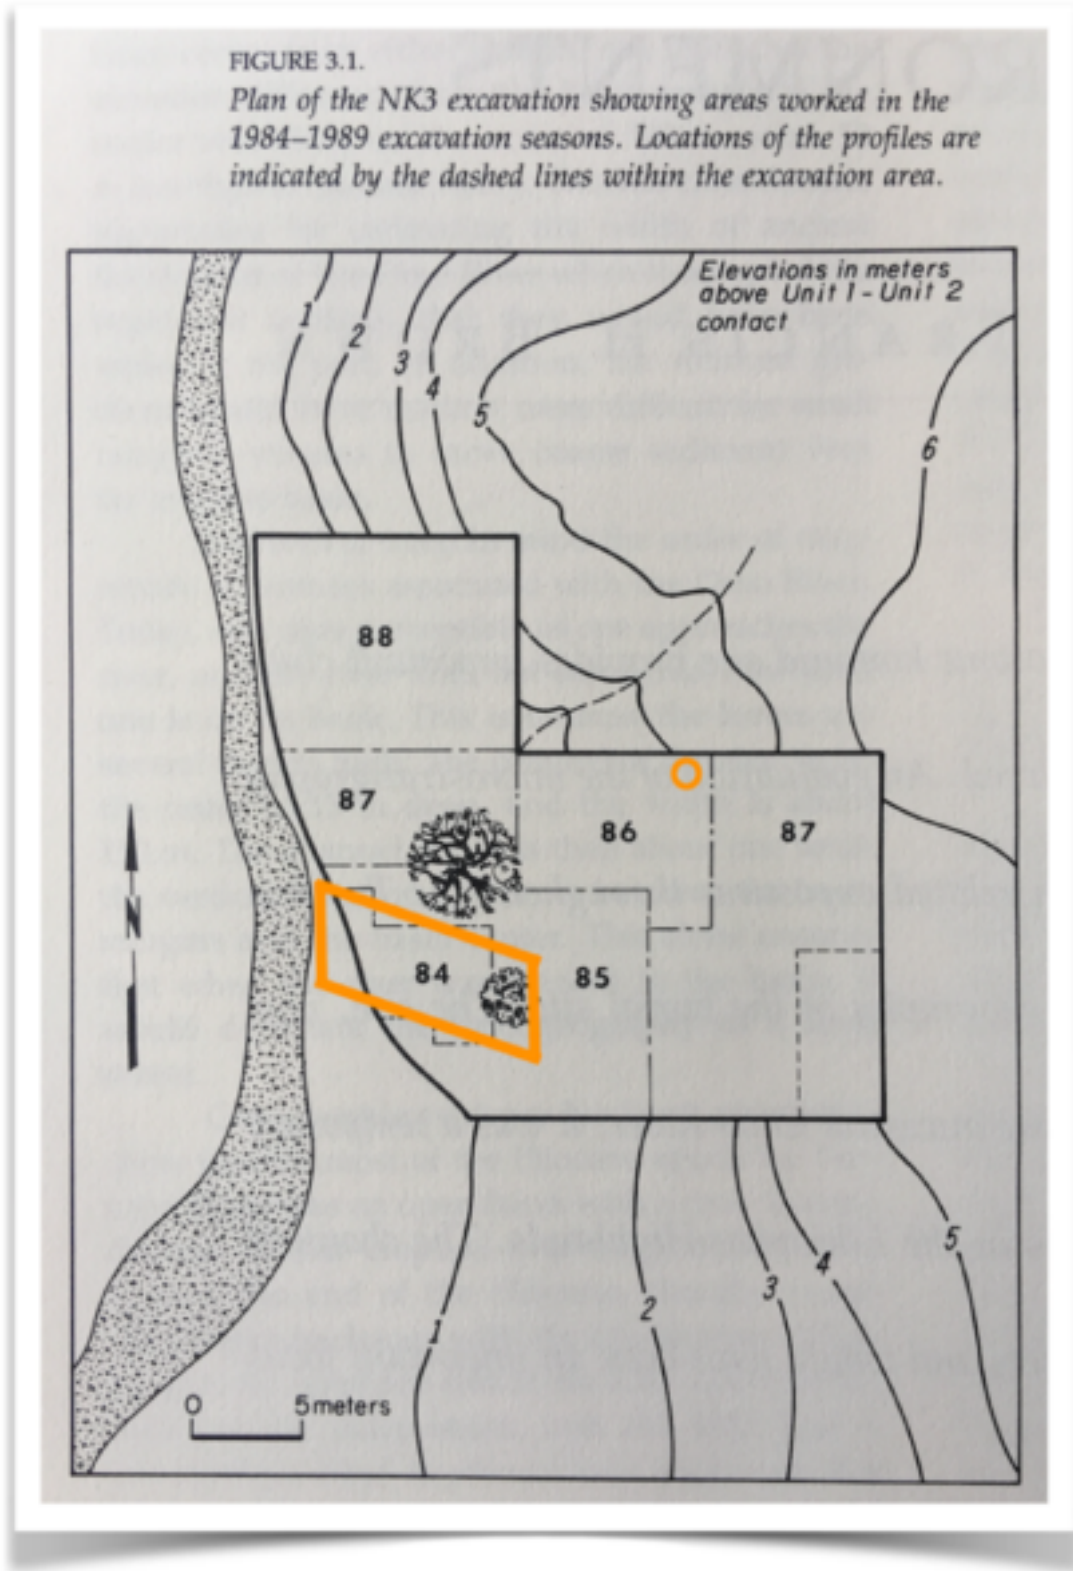 FIGURE 3.1.
Plan of the NK3 excavation showing areas worked in the
1984–1989 excavation seasons. Locations of the profiles are
indicated by the dashed lines within the excavation area.
Elevations in meters
above Unit 1 - Unit 2
contact
1
2
3
4
5
6
88
87
86
87
N
84
85
5
4
3
2
1
0
5 meters